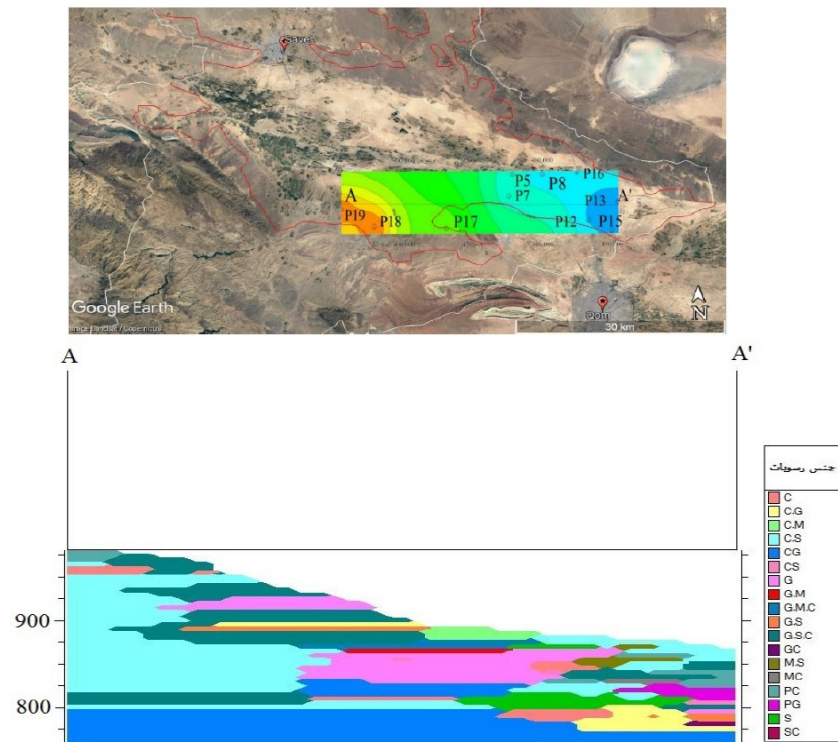 Saveh
P5
P8
P16
A
P7
P13
A'
P19
P18
P17
P12
P15
Google Earth
N
Qom
30 km
A
A'
900
800
جنس رسوبات
C
C.G
C.M
C.S
CG
CS
G
G.M
G.M.C
G.S
G.S.C
GC
M.S
MC
PC
PG
S
SC